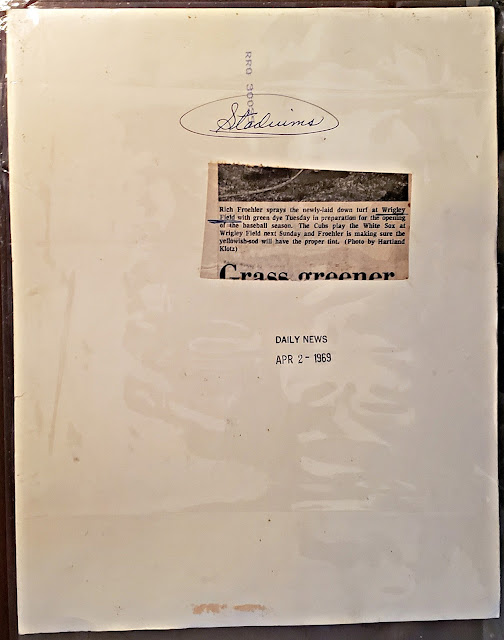 Stadiums
Rich Froehler sprays the newly-laid down turf at Wrigley
Field with green dye Tuesday in preparation for the opening
of the baseball season. The Cubs play the White Sox at
Wrigley Field next Sunday and Froehler is making sure the
yellowish-sod will have the proper tint. (Photo by Hartland
Klotz)
Grass greener
DAILY NEWS
APR 2 - 1969